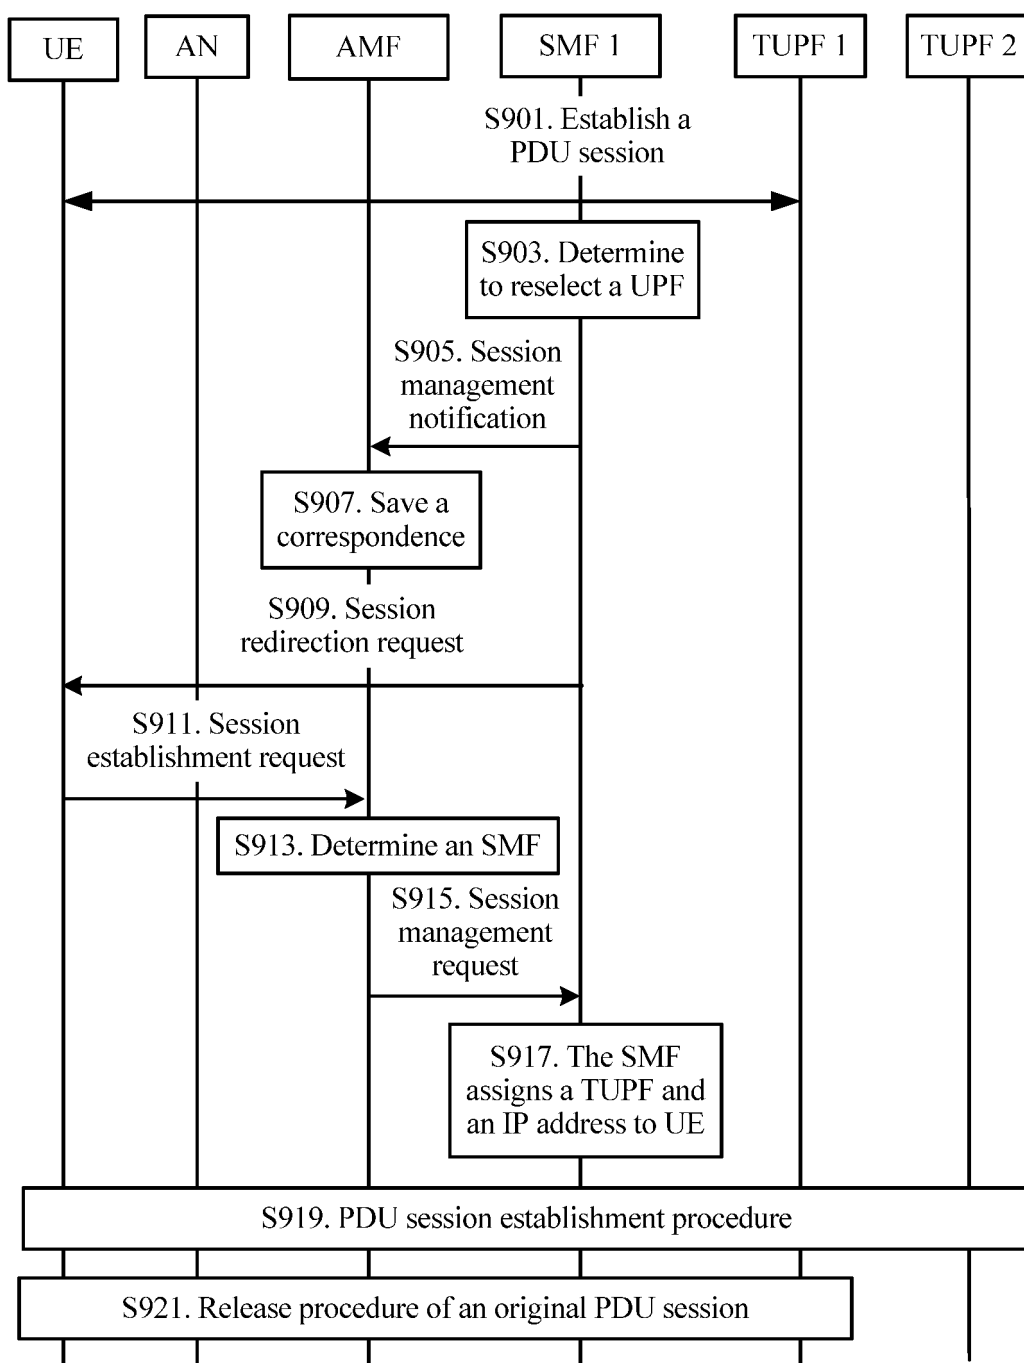 UE
AN
AMF
SMF 1
TUPF 1
TUPF 2
S901. Establish a
PDU session
S903. Determine
to reselect a UPF
S905. Session
management
notification
S907. Save a
correspondence
S909. Session
redirection request
S911. Session
establishment request
S913. Determine an SMF
S915. Session
management
request
S917. The SMF
assigns a TUPF and
an IP address to UE
S919. PDU session establishment procedure
S921. Release procedure of an original PDU session